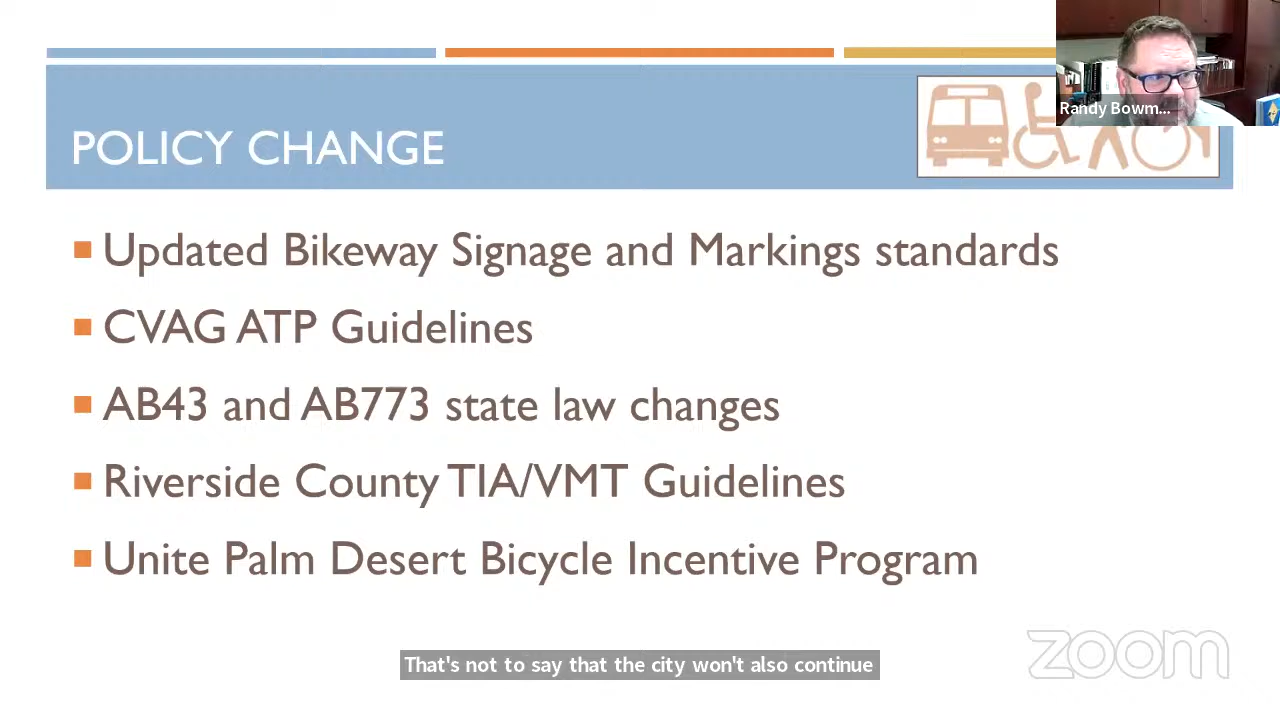 Randy Bowm...
POLICY CHANGE
Updated Bikeway Signage and Markings standards
CVAG ATP Guidelines
AB43 and AB773 state law changes
Riverside County TIA/VMT Guidelines
Unite Palm Desert Bicycle Incentive Program
That's not to say that the city won't also continue
zoom